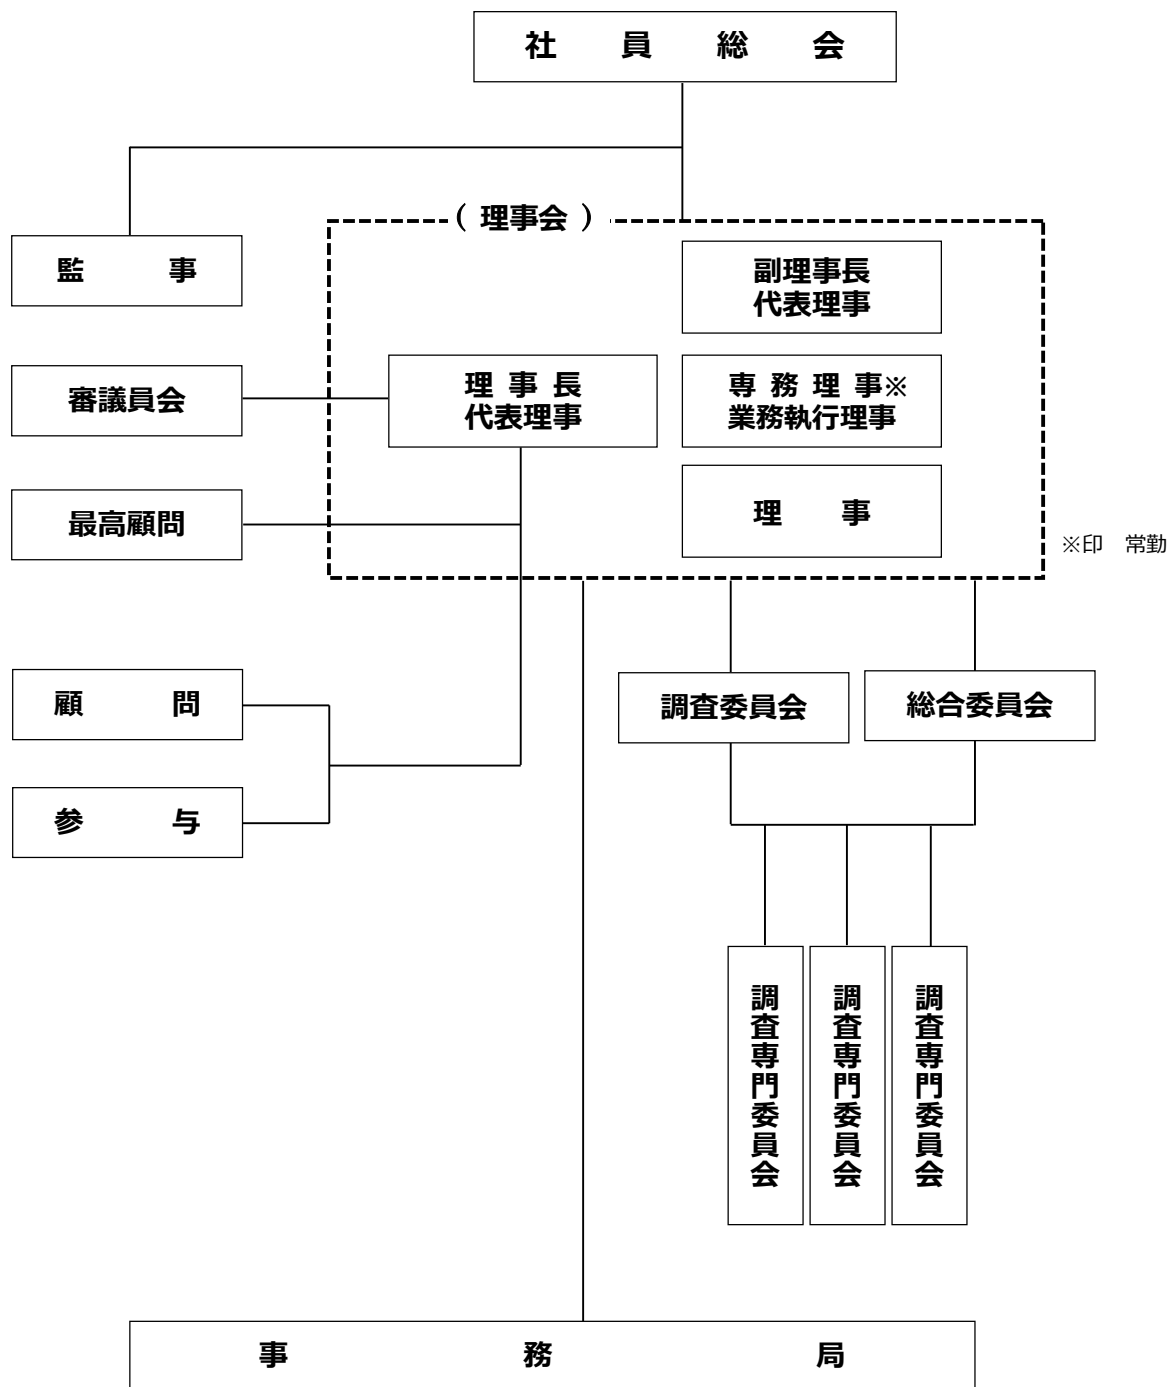 社員総会
（ 理事会 ）
監事
副理事長
代表理事
審議員会
理事長
代表理事
専務理事※
業務執行理事
最高顧問
理事
※印　常勤
顧問
調査委員会
総合委員会
参与
調査専門委員会
調査専門委員会
調査専門委員会
事務局